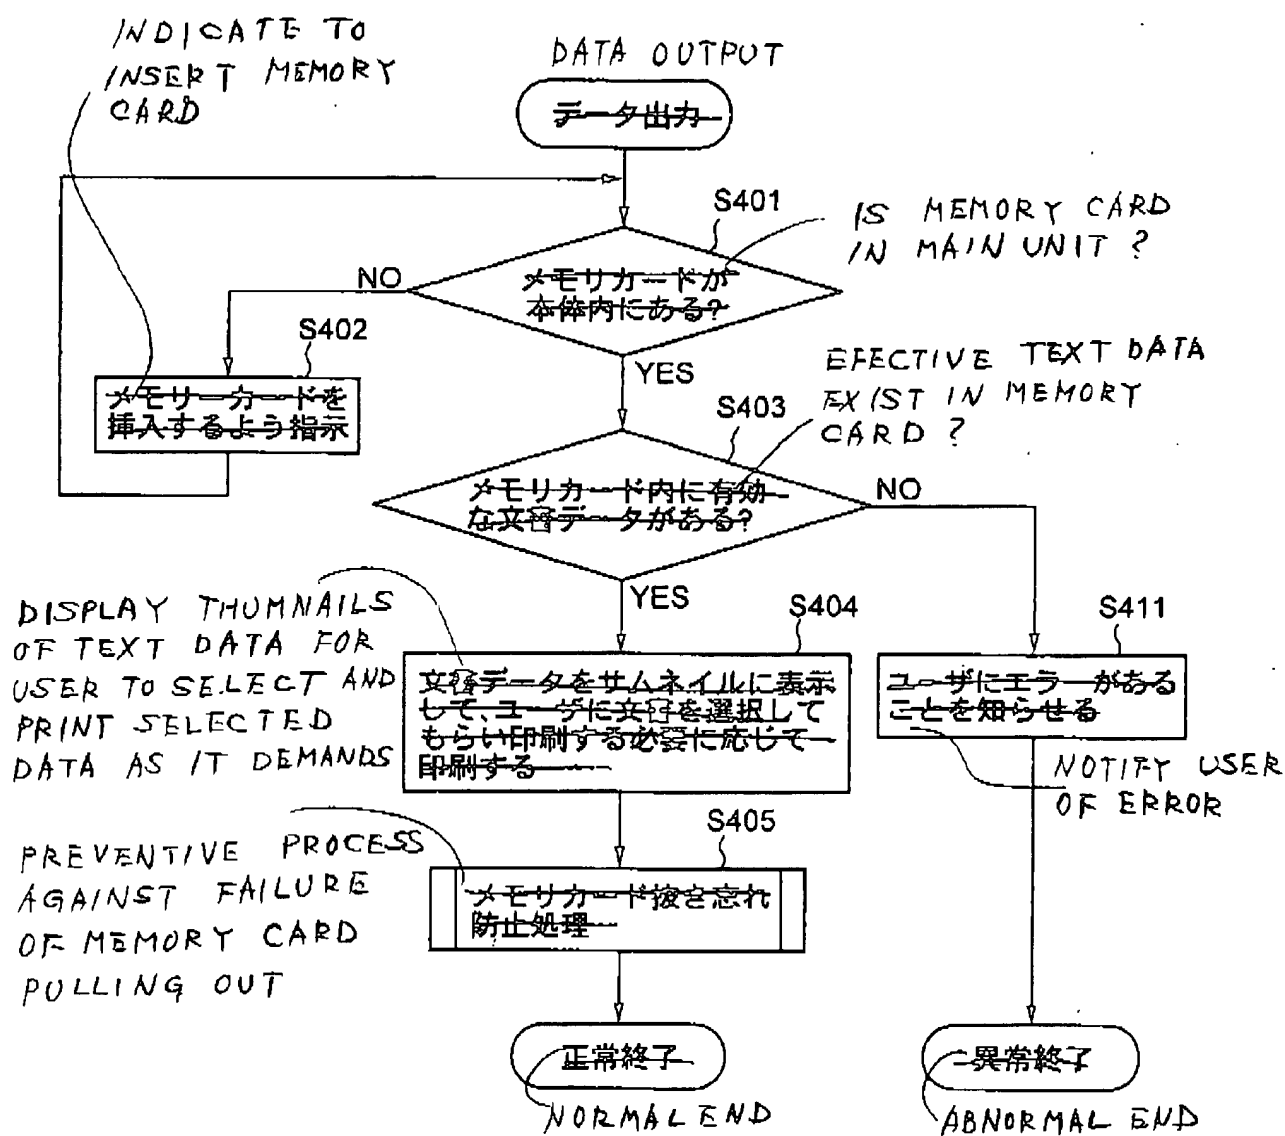 INDICATE TO
INSERT MEMORY
CARD
DATA OUTPUT
データ出力
S401
IS MEMORY CARD
IN MAIN UNIT ?
NO
メモリカードが
本体内にある?
S402
YES
メモリーカードを
挿入するよう指示
EFECTIVE TEXT DATA
EXIST IN MEMORY
CARD ?
S403
メモリカード内に有効
な文書データがある?
NO
YES
DISPLAY THUMNAILS
OF TEXT DATA FOR
USER TO SELECT AND
PRINT SELECTED
DATA AS IT DEMANDS
S404
文書データをサムネイルに表示
して、ユーザに文書を選択して
もらい印刷する必要に応じて
印刷する
S411
ユーザにエラーがある
ことを知らせる
NOTIFY USER
OF ERROR
PREVENTIVE PROCESS
AGAINST FAILURE
OF MEMORY CARD
PULLING OUT
S405
メモリカード抜き忘れ
防止処理
正常終了
NORMAL END
異常終了
ABNORMAL END